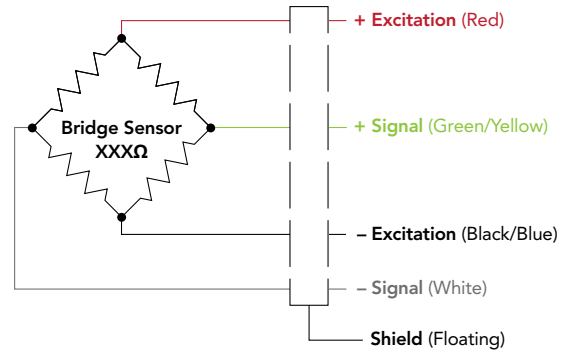 + Excitation (Red)
Bridge Sensor
XXXΩ
+ Signal (Green/Yellow)
– Excitation (Black/Blue)
– Signal (White)
Shield (Floating)